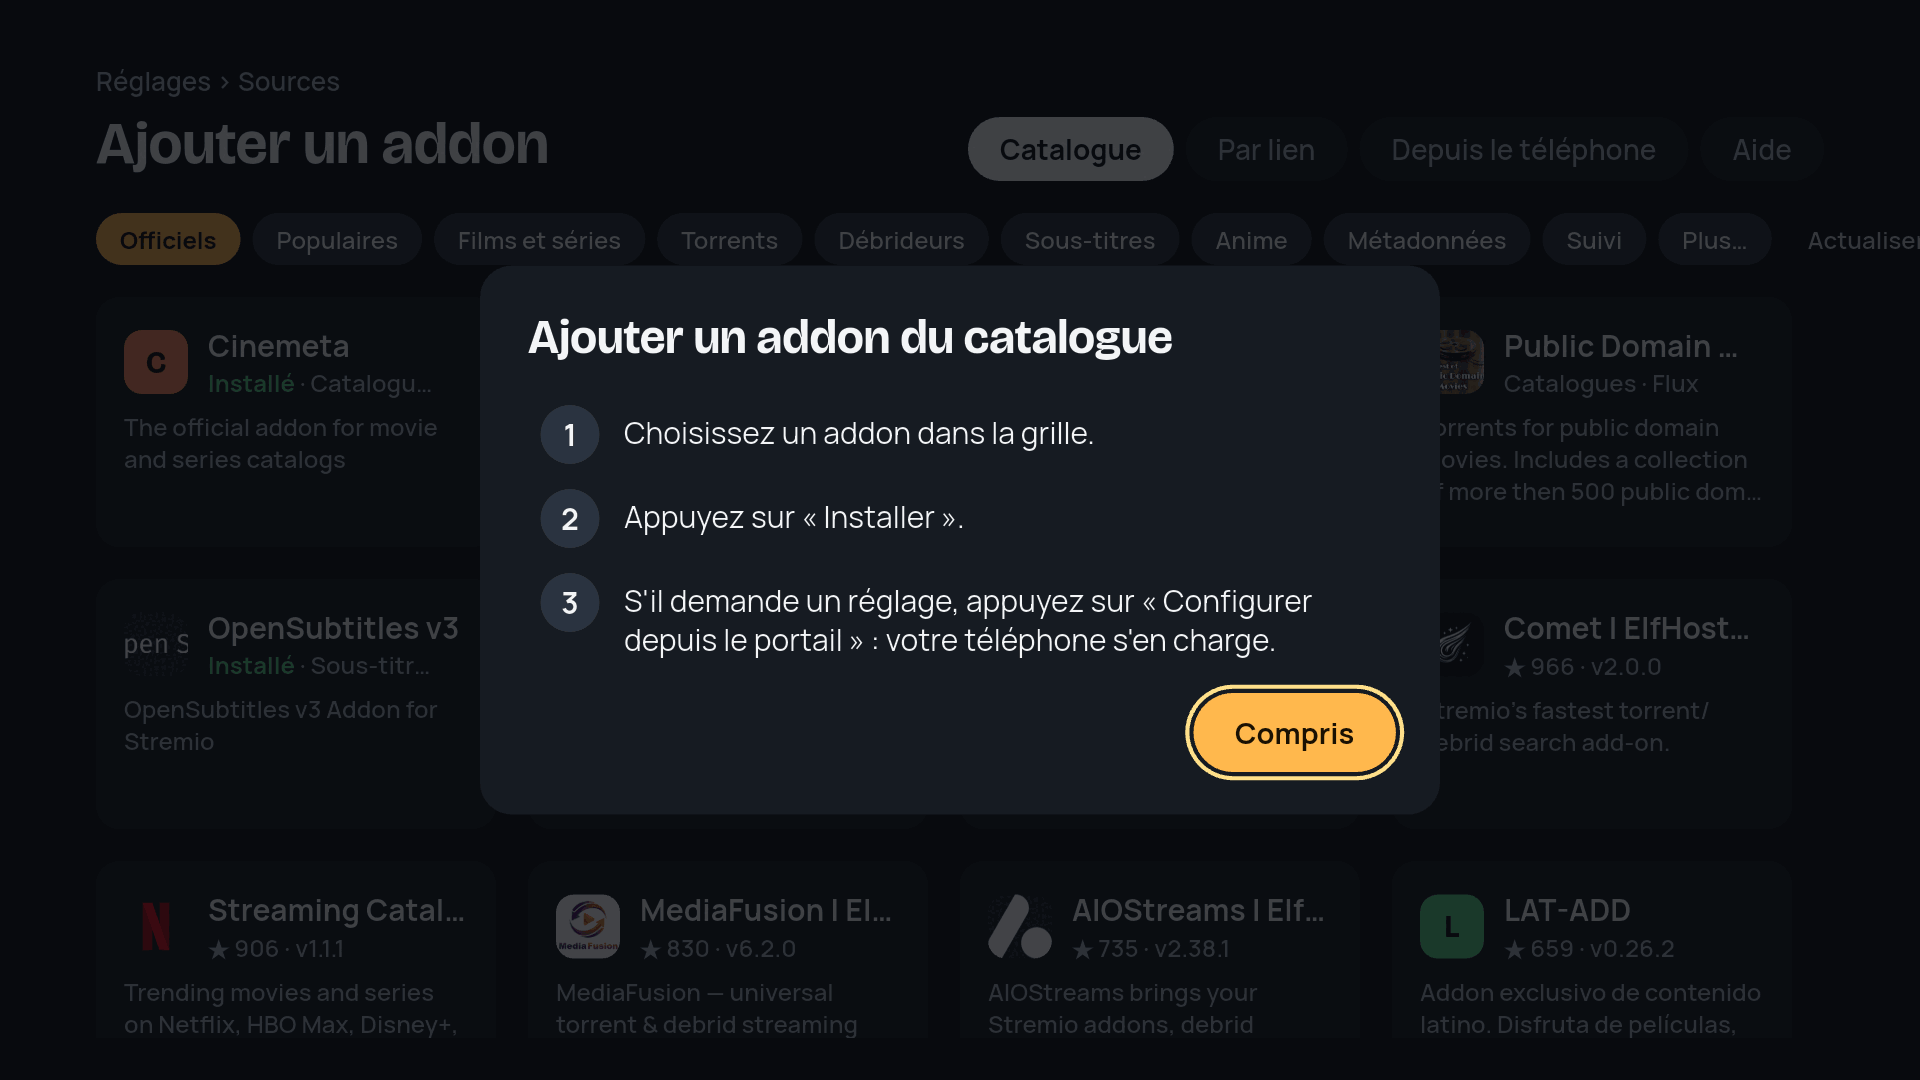 Réglages > Sources
Ajouter un addon
Catalogue
Par lien
Depuis le téléphone
Aide
Officiels
Populaires
Films et séries
Torrents
Débrideurs
Sous-titres
Anime
Métadonnées
Suivi
Plus...
Actualiser
C
Cinemeta
Installé · Catalogu...
The official addon for movie
and series catalogs
Public Domain ...
Catalogues · Flux
orrents for public domain
ovies. Includes a collection
f more then 500 public dom...
Ajouter un addon du catalogue
1
Choisissez un addon dans la grille.
2
Appuyez sur « Installer ».
3
S'il demande un réglage, appuyez sur « Configurer
depuis le portail » : votre téléphone s'en charge.
Compris
pen S
OpenSubtitles v3
Installé · Sous-titr...
OpenSubtitles v3 Addon for
Stremio
Comet | ElfHost...
★ 966 · v2.0.0
tremio's fastest torrent/
ebrid search add-on.
N
Streaming Catal...
★ 906 · v1.1.1
Trending movies and series
on Netflix, HBO Max, Disney+,
MediaFusion
MediaFusion | El...
★ 830 · v6.2.0
MediaFusion — universal
torrent & debrid streaming
AIOStreams | Elf...
★ 735 · v2.38.1
AIOStreams brings your
Stremio addons, debrid
L
LAT-ADD
★ 659 · v0.26.2
Addon exclusivo de contenido
latino. Disfruta de películas,